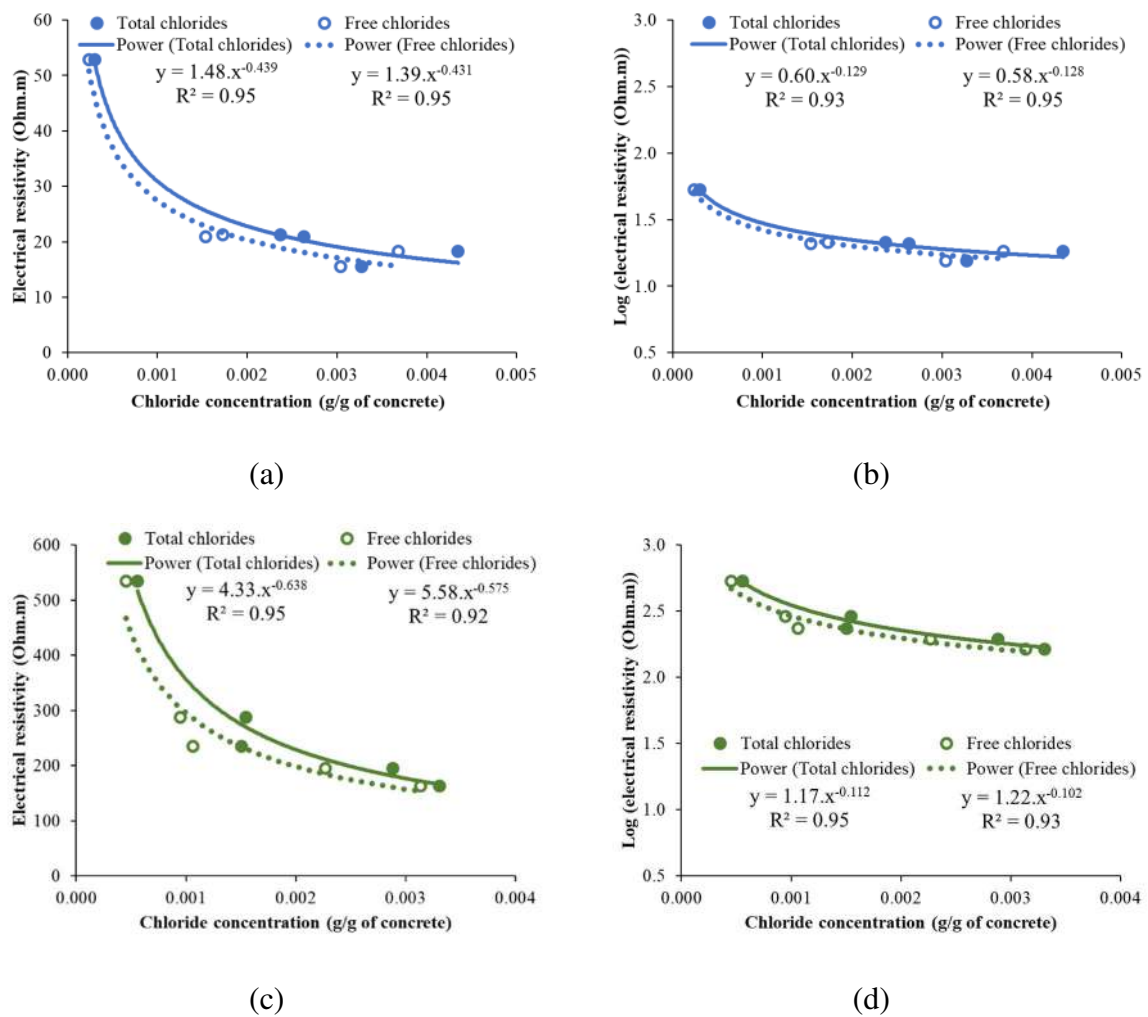 Total chlorides Free chlorides
Power (Total chlorides) Power (Free chlorides)
y = 1.48.x^-0.439 y = 1.39.x^-0.431
R² = 0.95 R² = 0.95
Electrical resistivity (Ohm.m)
60
50
40
30
20
10
0
0.000 0.001 0.002 0.003 0.004 0.005
Chloride concentration (g/g of concrete)
(a)
Total chlorides Free chlorides
Power (Total chlorides) Power (Free chlorides)
y = 0.60.x^-0.129 y = 0.58.x^-0.128
R² = 0.93 R² = 0.95
Log (electrical resistivity (Ohm.m)
3.0
2.5
2.0
1.5
1.0
0.5
0.000 0.001 0.002 0.003 0.004 0.005
Chloride concentration (g/g of concrete)
(b)
Total chlorides Free chlorides
Power (Total chlorides) Power (Free chlorides)
y = 4.33.x^-0.638 y = 5.58.x^-0.575
R² = 0.95 R² = 0.92
Electrical resistivity (Ohm.m)
600
500
400
300
200
100
0
0.000 0.001 0.002 0.003 0.004
Chloride concentration (g/g of concrete)
(c)
Log (electrical resistivity (Ohm.m))
3.0
2.5
2.0
1.5
1.0
0.5
Total chlorides Free chlorides
Power (Total chlorides) Power (Free chlorides)
y = 1.17.x^-0.112 y = 1.22.x^-0.102
R² = 0.95 R² = 0.93
0.000 0.001 0.002 0.003 0.004
Chloride concentration (g/g of concrete)
(d)